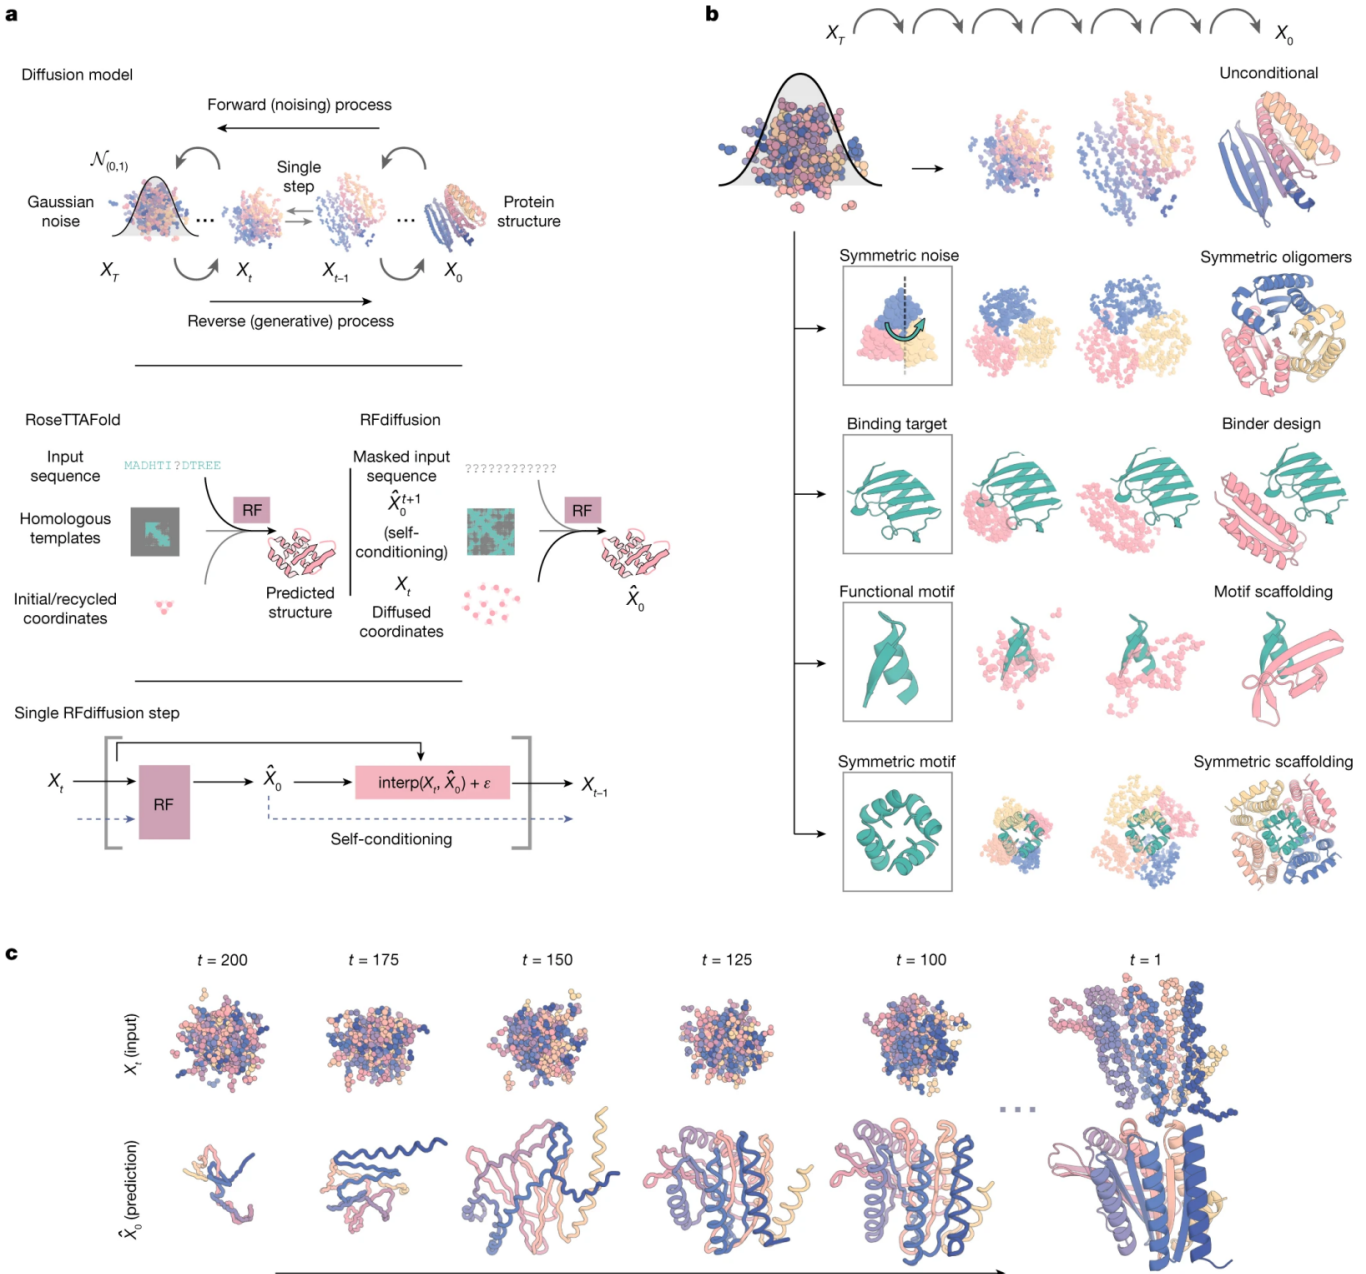 a
Diffusion model
Forward (noising) process
𝒩(0,1)
Single
step
Gaussian
noise
...
...
Protein
structure
X_T
X_t
X_t–1
X_0
Reverse (generative) process
RoseTTAFold
RFdiffusion
Input
sequence
MADHTI?DTREE
RF
Homologous
templates
Initial/recycled
coordinates
Predicted
structure
Masked input
sequence
????????????
X̂_0^t+1
(self-
conditioning)
RF
X_t
Diffused
coordinates
X̂_0
Single RFdiffusion step
X_t
RF
X̂_0
interp(X_t, X̂_0) + ε
X_t–1
Self-conditioning
b
X_T
X_0
Unconditional
Symmetric noise
Symmetric oligomers
Binding target
Binder design
Functional motif
Motif scaffolding
Symmetric motif
Symmetric scaffolding
c
t = 200
t = 175
t = 150
t = 125
t = 100
t = 1
X_t (input)
...
X̂_0 (prediction)